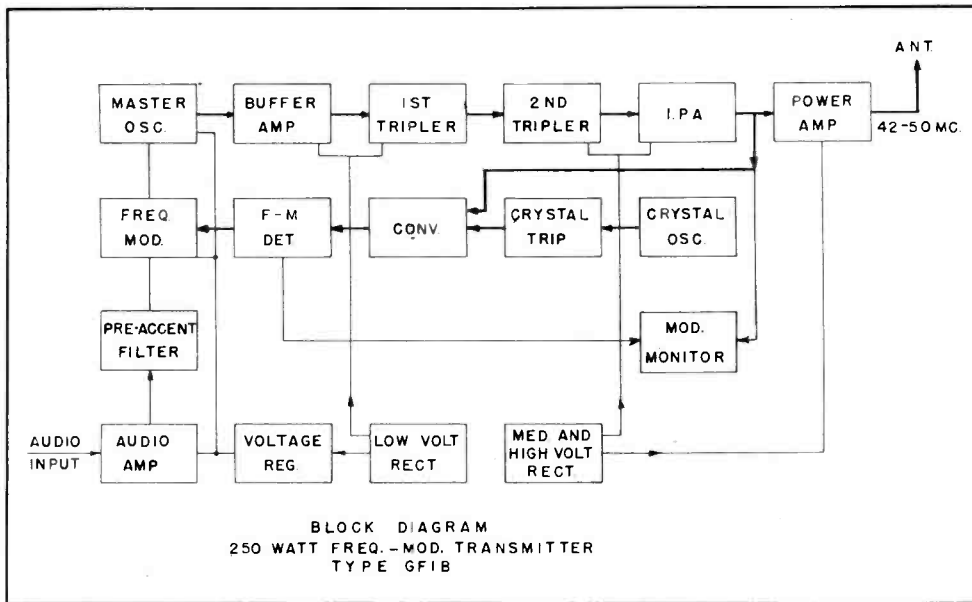 ANT.
MASTER
OSC.
BUFFER
AMP.
1ST
TRIPLER
2ND
TRIPLER
I.PA
POWER
AMP
42-50 MC.
FREQ.
MOD.
F-M
DET.
CONV.
CRYSTAL
TRIP
CRYSTAL
OSC.
PRE-ACCENT
FILTER
MOD.
MONITOR
AUDIO
INPUT
AUDIO
AMP
VOLTAGE
REG.
LOW VOLT
RECT
MED AND
HIGH VOLT
RECT.
BLOCK DIAGRAM
250 WATT FREQ.-MOD. TRANSMITTER
TYPE GF1B